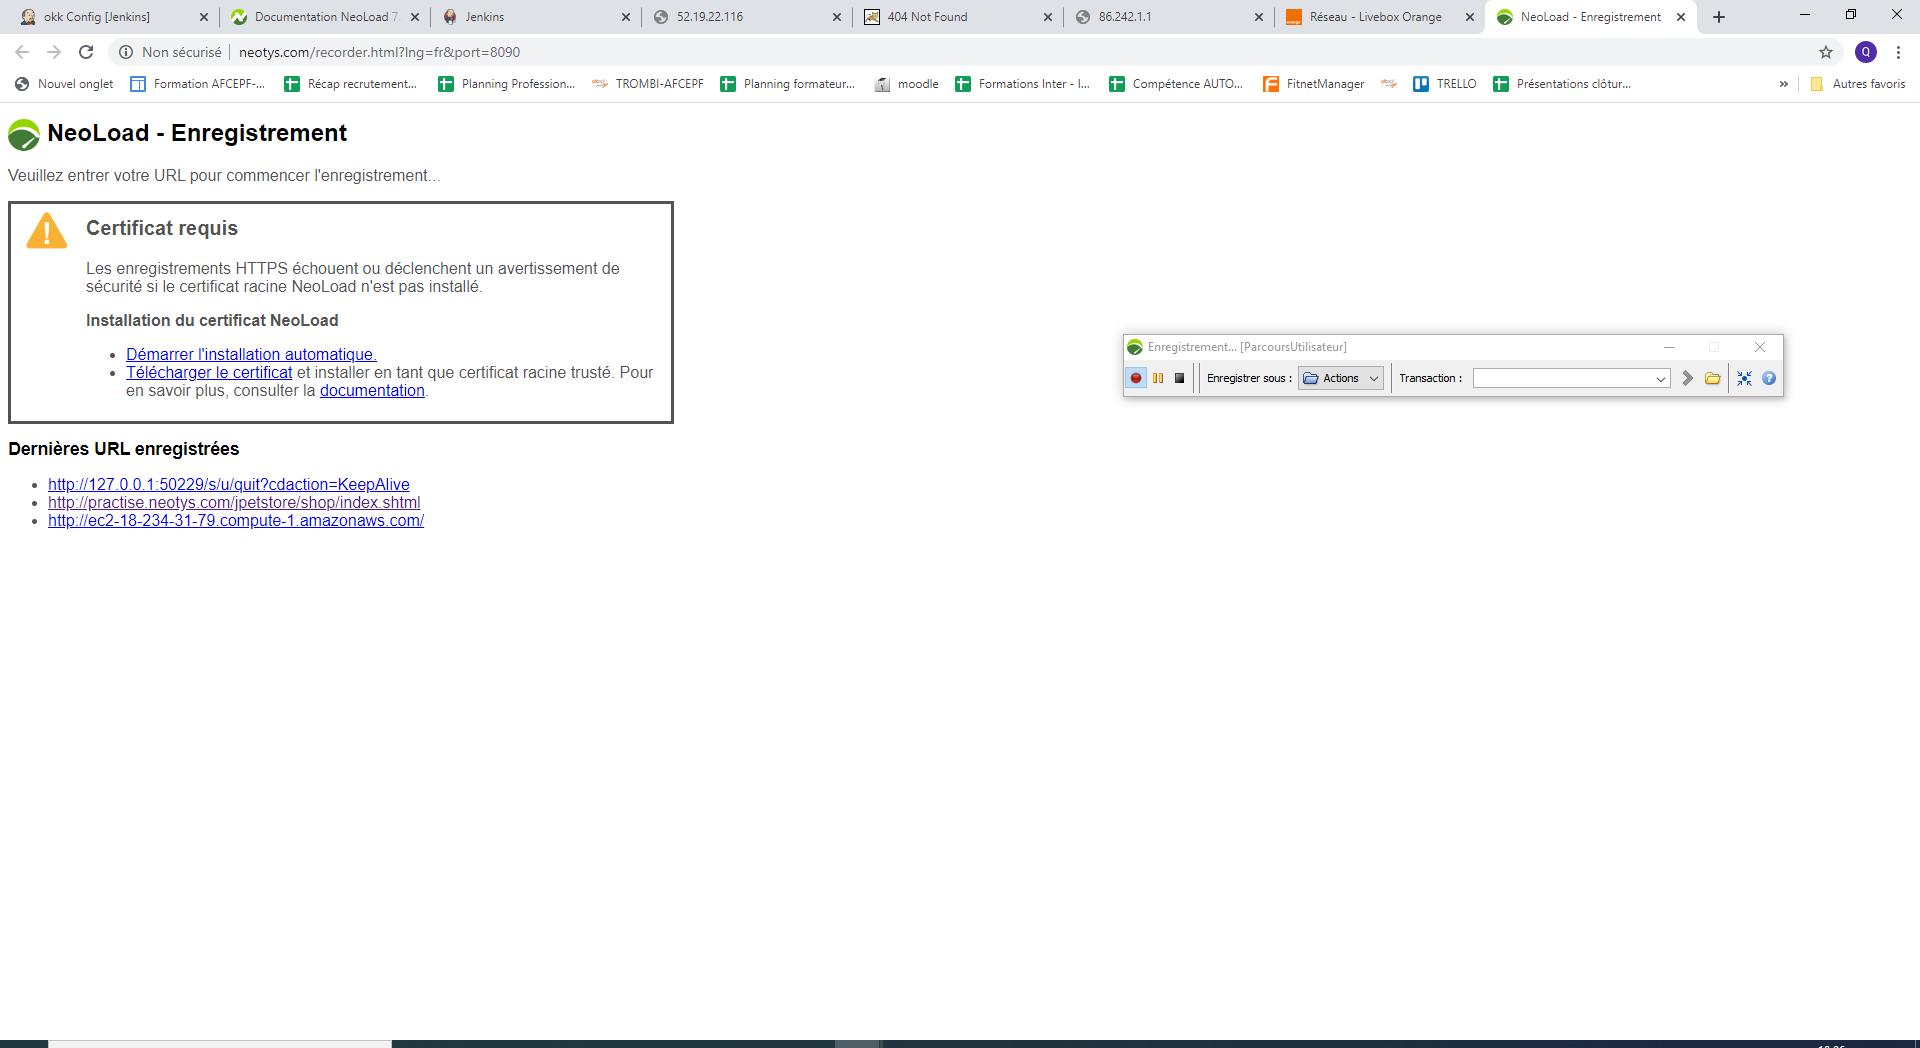 okk Config [Jenkins]
Documentation NeoLoad 7.
Jenkins
52.19.22.116
404 Not Found
86.242.1.1
Réseau - Livebox Orange
NeoLoad - Enregistrement
Non sécurisé
neotys.com/recorder.html?lng=fr&port=8090
Q
Nouvel onglet
Formation AFCEPF-...
Récap recrutement...
Planning Profession...
TROMBI-AFCEPF
Planning formateur...
moodle
Formations Inter - I...
Compétence AUTO...
FitnetManager
TRELLO
Présentations clôtur...
»
Autres favoris
NeoLoad - Enregistrement
Veuillez entrer votre URL pour commencer l'enregistrement...
Certificat requis
Les enregistrements HTTPS échouent ou déclenchent un avertissement de
sécurité si le certificat racine NeoLoad n'est pas installé.
Installation du certificat NeoLoad
• Démarrer l'installation automatique.
• Télécharger le certificat et installer en tant que certificat racine trusté. Pour
en savoir plus, consulter la documentation.
Enregistrement... [ParcoursUtilisateur]
Enregistrer sous : Actions Transaction :
Dernières URL enregistrées
• http://127.0.0.1:50229/s/u/quit?cdaction=KeepAlive
• http://practise.neotys.com/jpetstore/shop/index.shtml
• http://ec2-18-234-31-79.compute-1.amazonaws.com/